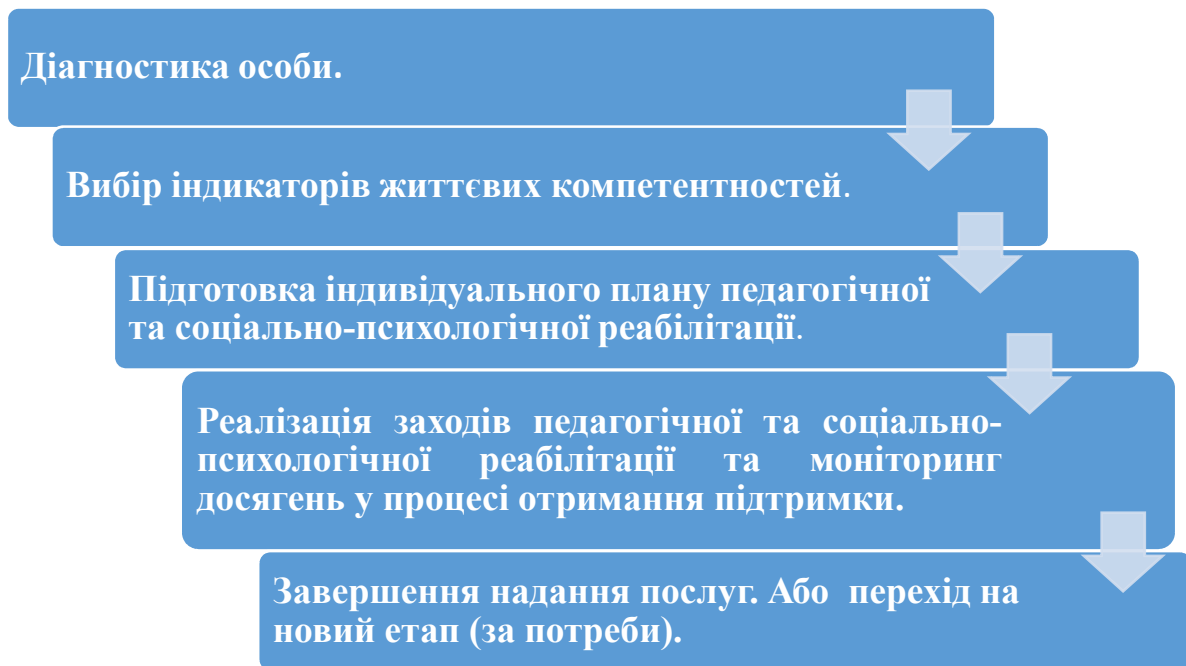 Діагностика особи.
Вибір індикаторів життєвих компетентностей.
Підготовка індивідуального плану педагогічної
та соціально-психологічної реабілітації.
Реалізація заходів педагогічної та соціально-
психологічної реабілітації та моніторинг
досягень у процесі отримання підтримки.
Завершення надання послуг. Або перехід на
новий етап (за потреби).